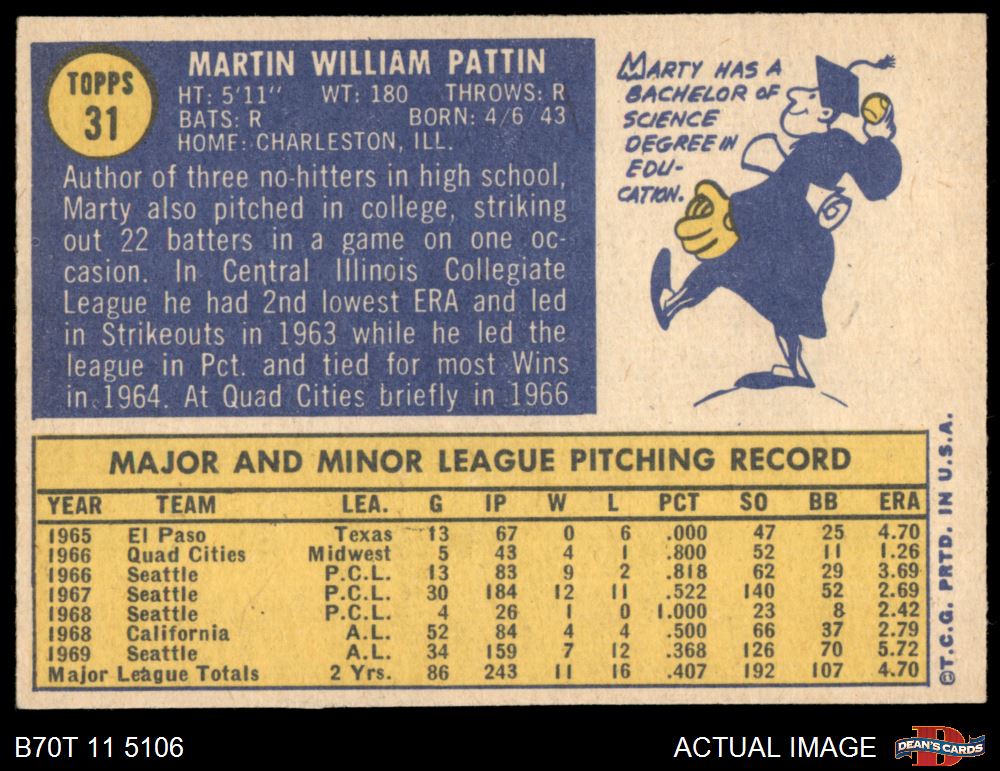 TOPPS
31
MARTIN WILLIAM PATTIN
HT: 5'11" WT: 180 THROWS: R
BATS: R BORN: 4/6/43
HOME: CHARLESTON, ILL.
Author of three no-hitters in high school,
Marty also pitched in college, striking
out 22 batters in a game on one oc-
casion. In Central Illinois Collegiate
League he had 2nd lowest ERA and led
in Strikeouts in 1963 while he led the
league in Pct. and tied for most Wins
in 1964. At Quad Cities briefly in 1966
MARTY HAS A
BACHELOR OF
SCIENCE
DEGREE IN
EDU-
CATION.
MAJOR AND MINOR LEAGUE PITCHING RECORD
YEAR TEAM LEA. G IP W L PCT SO BB ERA
1965 El Paso Texas 13 67 0 6 .000 47 25 4.70
1966 Quad Cities Midwest 5 43 4 1 .800 52 11 1.26
1966 Seattle P.C.L. 13 83 9 2 .818 62 29 3.69
1967 Seattle P.C.L. 30 184 12 11 .522 140 52 2.69
1968 Seattle P.C.L. 4 26 1 0 1.000 23 8 2.42
1968 California A.L. 52 84 4 4 .500 66 37 2.79
1969 Seattle A.L. 34 159 7 12 .368 126 70 5.72
Major League Totals 2 Yrs. 86 243 11 16 .407 192 107 4.70
©T.C.G. PRTD. IN U.S.A.
B70T 11 5106
ACTUAL IMAGE
D
DEAN'S CARDS